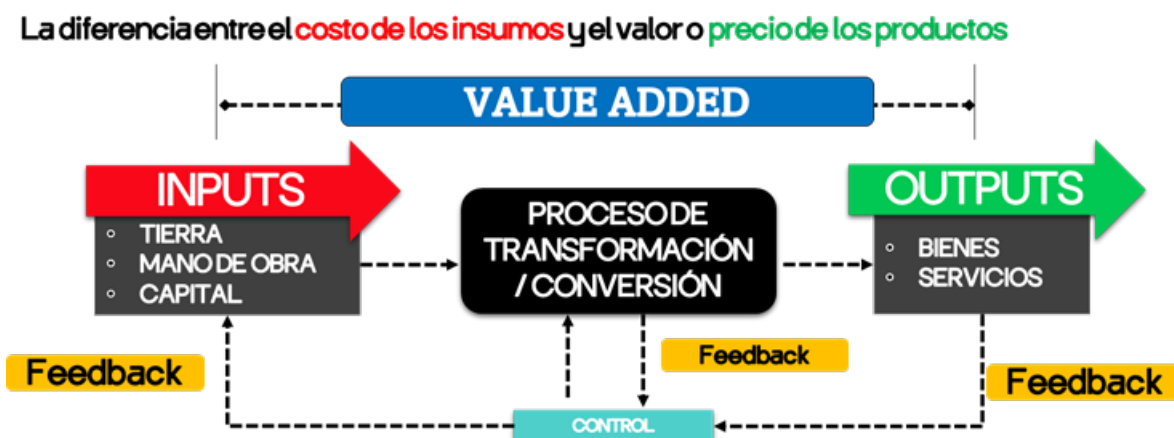 La diferencia entre el costo de los insumos y el valor o precio de los productos
VALUE ADDED
INPUTS
◦ TIERRA
◦ MANO DE OBRA
◦ CAPITAL
PROCESO DE
TRANSFORMACIÓN
/ CONVERSIÓN
OUTPUTS
◦ BIENES
◦ SERVICIOS
Feedback
Feedback
Feedback
CONTROL